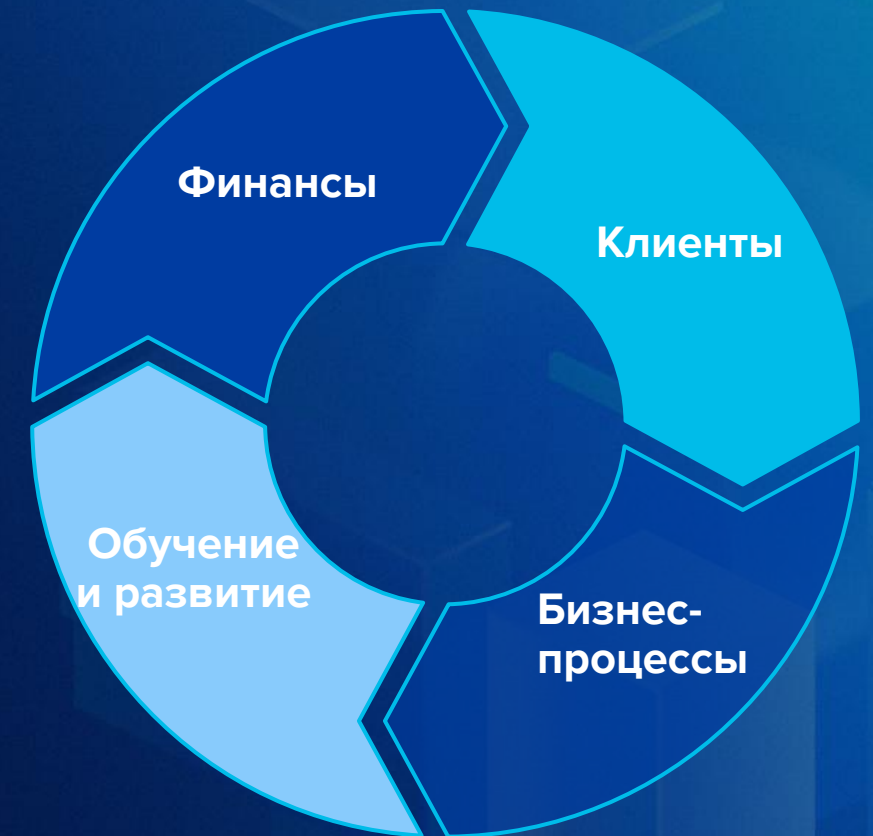 Финансы
Клиенты
Бизнес-
процессы
Обучение
и развитие